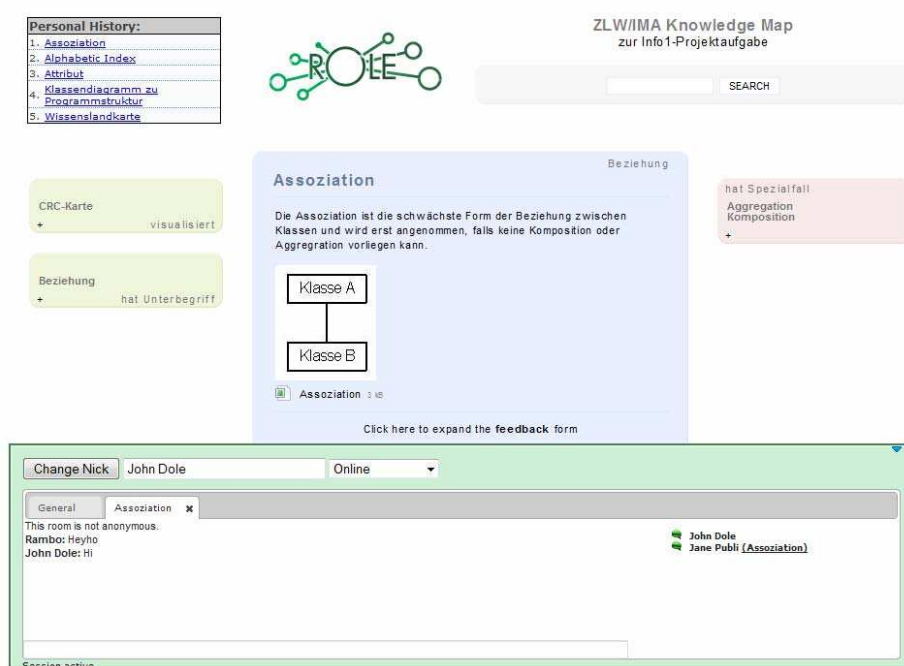 Personal History:
1. Assoziation
2. Alphabetic Index
3. Attribut
4. Klassendiagramm zu
Programmstruktur
5. Wissenslandkarte
ROLE
ZLW/IMA Knowledge Map
zur Info1-Projektaufgabe
SEARCH
CRC-Karte
+ visualisiert
Beziehung
+ hat Unterbegriff
Beziehung
Assoziation
Die Assoziation ist die schwächste Form der Beziehung zwischen
Klassen und wird erst angenommen, falls keine Komposition oder
Aggregration vorliegen kann.
Klasse A
Klasse B
Assoziation 3 kB
Click here to expand the feedback form
hat Spezialfall
Aggregation
Komposition
+
Change Nick John Dole Online
General Assoziation ×
This room is not anonymous.
Rambo: Heyho
John Dole: Hi
John Dole
Jane Publi (Assoziation)
Session active